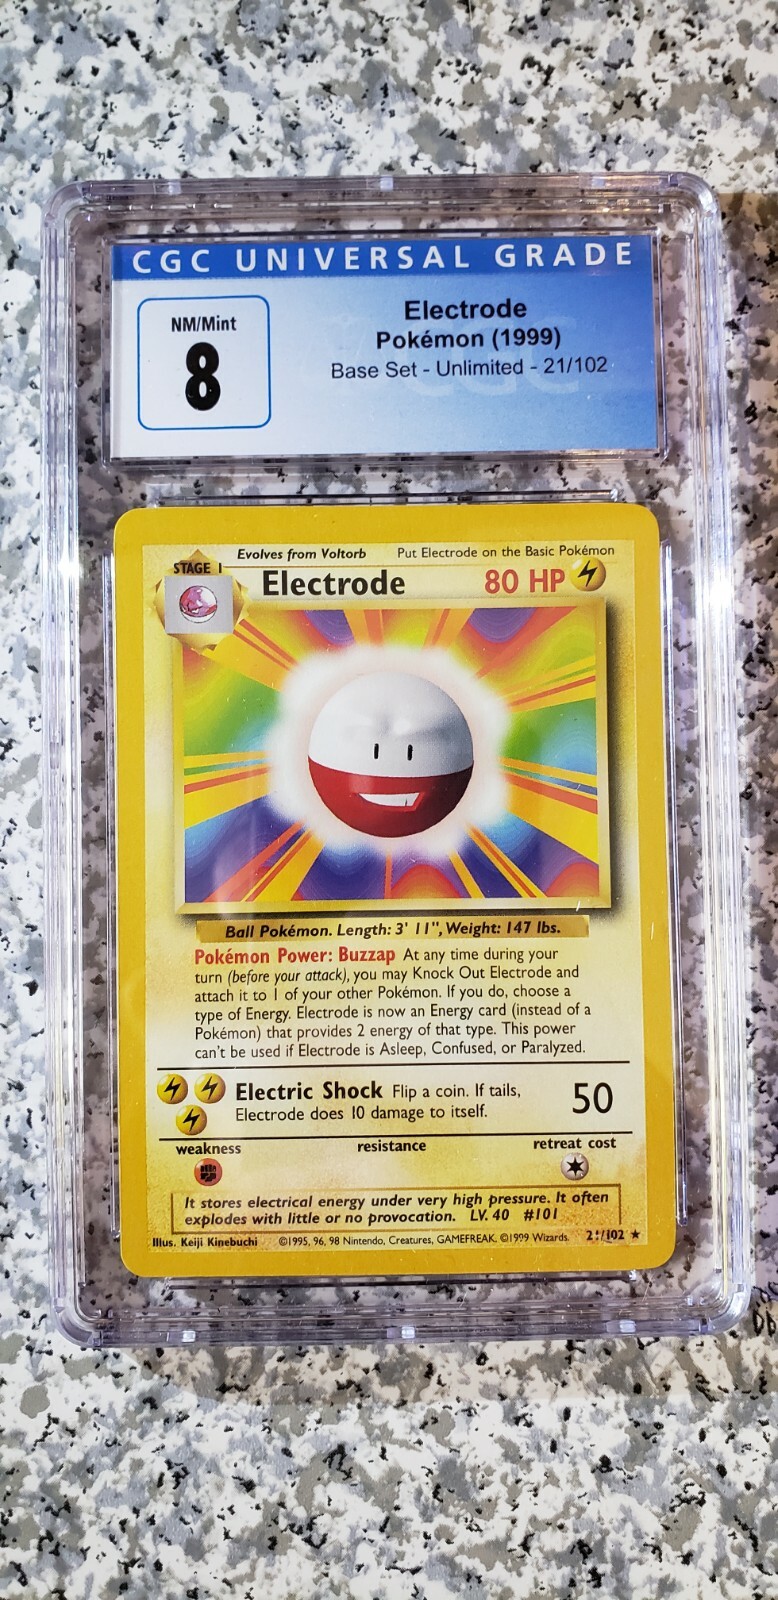 CGC UNIVERSAL GRADE
NM/Mint
8
Electrode
Pokémon (1999)
Base Set - Unlimited - 21/102
STAGE 1
Evolves from Voltorb
Put Electrode on the Basic Pokémon
Electrode
80 HP
Ball Pokémon. Length: 3' 11", Weight: 147 lbs.
Pokémon Power: Buzzap At any time during your
turn (before your attack), you may Knock Out Electrode and
attach it to 1 of your other Pokémon. If you do, choose a
type of Energy. Electrode is now an Energy card (instead of a
Pokémon) that provides 2 energy of that type. This power
can't be used if Electrode is Asleep, Confused, or Paralyzed.
Electric Shock Flip a coin. If tails,
Electrode does 10 damage to itself.
50
weakness
resistance
retreat cost
It stores electrical energy under very high pressure. It often
explodes with little or no provocation. LV. 40 #101
Illus. Keiji Kinebuchi ©1995, 96, 98 Nintendo, Creatures, GAMEFREAK. ©1999 Wizards. 21/102 ★